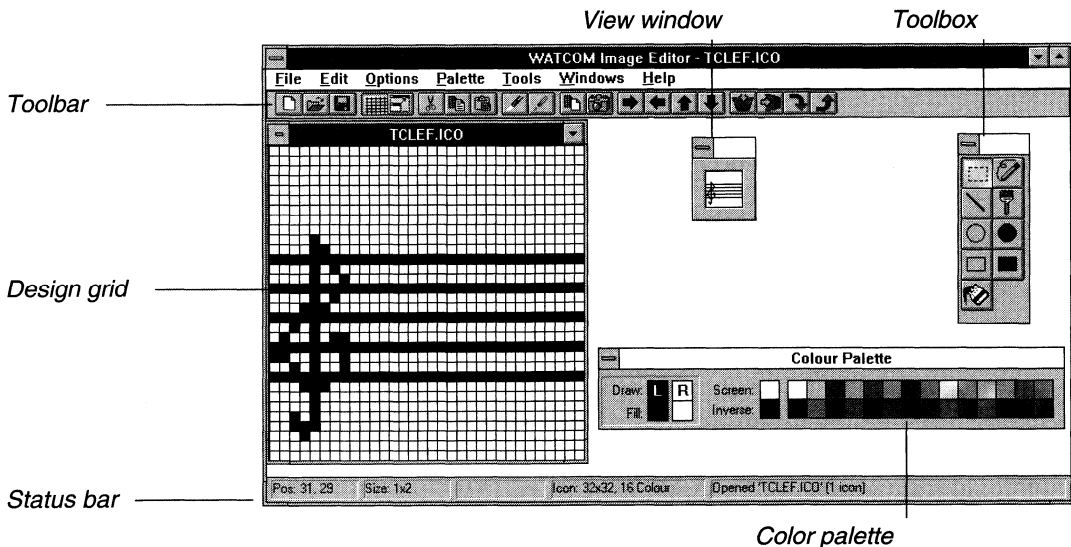 View window
Toolbox
WATCOM Image Editor - TCLEF.ICO
File Edit Options Palette Tools Windows Help
Toolbar
TCLEF.ICO
Design grid
Colour Palette
Draw: L R Screen:
Fill: Inverse:
Pos: 31, 29 Size: 1x2 Icon: 32x32, 16 Colour Opened 'TCLEF.ICO' (1 icon)
Status bar
Color palette